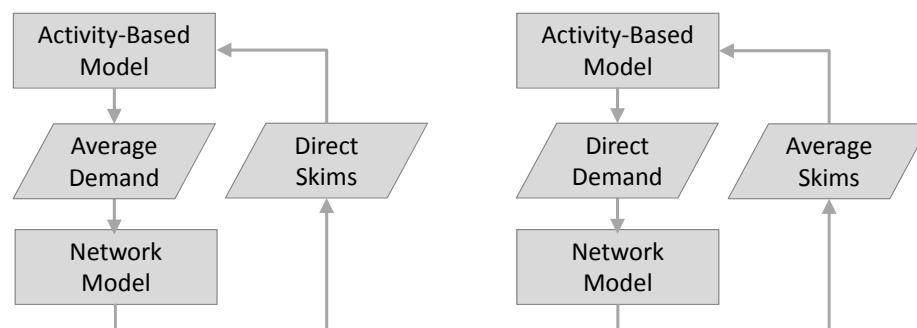 Activity-Based
Model
Average
Demand
Direct
Skims
Network
Model
Activity-Based
Model
Direct
Demand
Average
Skims
Network
Model